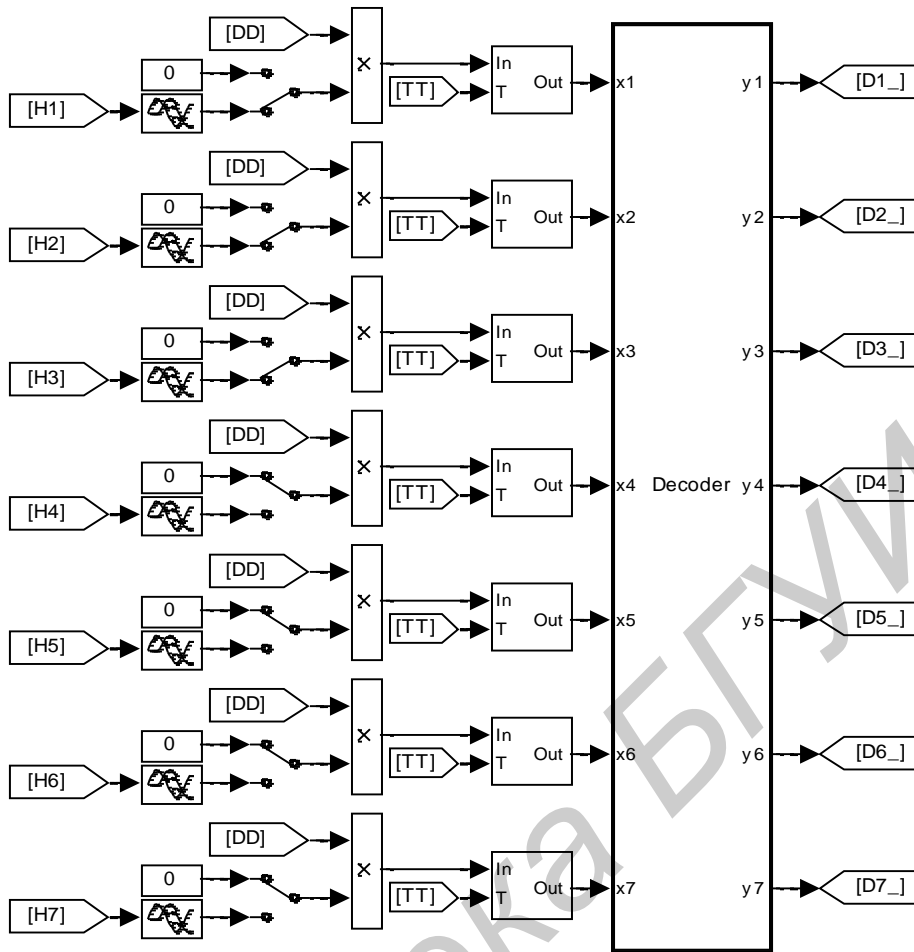 [DD]
0
[H1]
×
[TT]
In
T
Out
x1
y1
[D1_]
[DD]
0
[H2]
×
[TT]
In
T
Out
x2
y2
[D2_]
[DD]
0
[H3]
×
[TT]
In
T
Out
x3
y3
[D3_]
[DD]
0
[H4]
×
[TT]
In
T
Out
x4
Decoder
y4
[D4_]
[DD]
0
[H5]
×
[TT]
In
T
Out
x5
y5
[D5_]
[DD]
0
[H6]
×
[TT]
In
T
Out
x6
y6
[D6_]
[DD]
0
[H7]
×
[TT]
In
T
Out
x7
y7
[D7_]